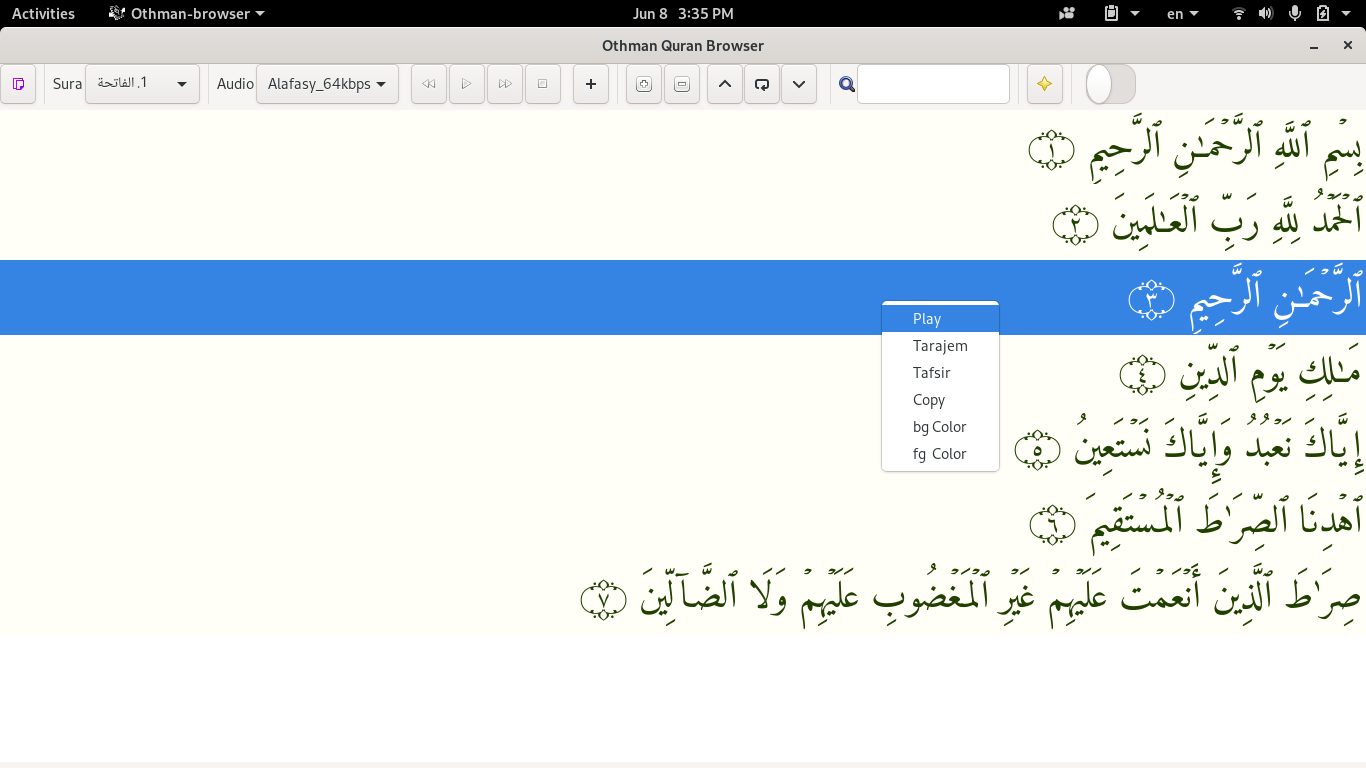 Activities Othman-browser Jun 8 3:35 PM en
Othman Quran Browser
Sura 1. الفاتحة Audio Alafasy_64kbps
بِسۡمِ ٱللَّهِ ٱلرَّحۡمَـٰنِ ٱلرَّحِيمِ ١
ٱلۡحَمۡدُ لِلَّهِ رَبِّ ٱلۡعَـٰلَمِينَ ٢
ٱلرَّحۡمَـٰنِ ٱلرَّحِيمِ ٣
مَـٰلِكِ يَوۡمِ ٱلدِّينِ ٤
إِيَّاكَ نَعۡبُدُ وَإِيَّاكَ نَسۡتَعِينُ ٥
ٱهۡدِنَا ٱلصِّرَٰطَ ٱلۡمُسۡتَقِيمَ ٦
صِرَٰطَ ٱلَّذِينَ أَنۡعَمۡتَ عَلَيۡهِمۡ غَيۡرِ ٱلۡمَغۡضُوبِ عَلَيۡهِمۡ وَلَا ٱلضَّآلِّينَ ٧
Play
Tarajem
Tafsir
Copy
bg Color
fg Color